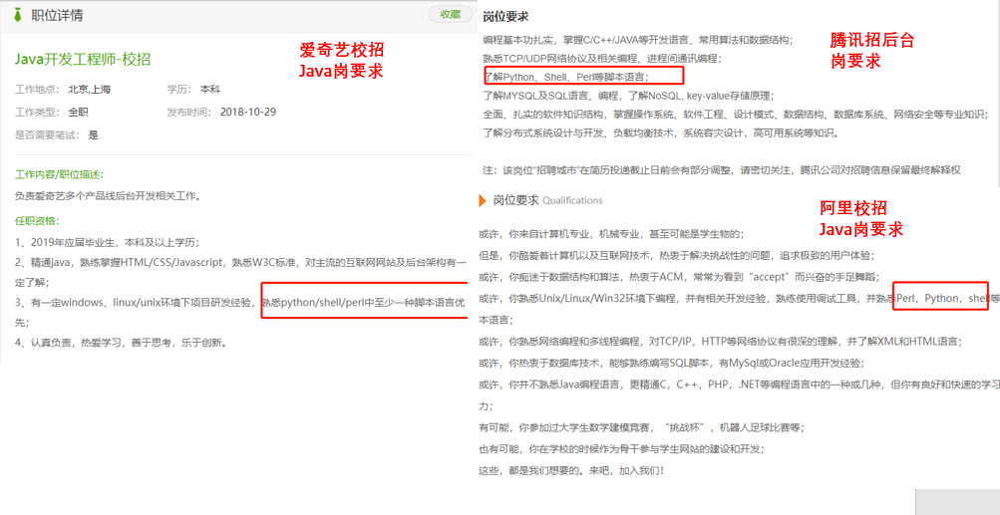 职位详情
收藏
Java开发工程师-校招
爱奇艺校招
Java岗要求
工作地点： 北京,上海 学历： 本科
工作类型： 全职 发布时间： 2018-10-29
是否需要笔试： 是
工作内容/职位描述：
负责爱奇艺多个产品线后台开发相关工作。
任职资格：
1、2019年应届毕业生，本科及以上学历；
2、精通java，熟练掌握HTML/CSS/Javascript，熟悉W3C标准，对主流的互联网网站及后台架构有一
定了解；
3、有一定windows、linux/unix环境下项目研发经验，熟悉python/shell/perl中至少一种脚本语言优
先；
4、认真负责，热爱学习，善于思考，乐于创新。
岗位要求
腾讯招后台
岗要求
编程基本功扎实，掌握C/C++/JAVA等开发语言、常用算法和数据结构；
熟悉TCP/UDP网络协议及相关编程、进程间通讯编程；
了解Python、Shell、Perl等脚本语言；
了解MYSQL及SQL语言、编程，了解NoSQL, key-value存储原理；
全面、扎实的软件知识结构，掌握操作系统、软件工程、设计模式、数据结构、数据库系统、网络安全等专业知识；
了解分布式系统设计与开发、负载均衡技术，系统容灾设计，高可用系统等知识。
注：该岗位“招聘城市”在简历投递截止日前会有部分调整，请密切关注，腾讯公司对招聘信息保留最终解释权
岗位要求 Qualifications
阿里校招
Java岗要求
或许，你来自计算机专业，机械专业，甚至可能是学生物的；
但是，你酷爱着计算机以及互联网技术，热衷于解决挑战性的问题，追求极致的用户体验；
或许，你痴迷于数据结构和算法，热衷于ACM，常常为看到“accept”而兴奋的手足舞蹈；
或许，你熟悉Unix/Linux/Win32环境下编程，并有相关开发经验，熟练使用调试工具，并熟悉Perl，Python，shell等
本语言；
或许，你熟悉网络编程和多线程编程，对TCP/IP，HTTP等网络协议有很深的理解，并了解XML和HTML语言；
或许，你热衷于数据库技术，能够熟练编写SQL脚本，有MySql或Oracle应用开发经验；
或许，你并不熟悉Java编程语言，更精通C，C++，PHP，.NET等编程语言中的一种或几种，但你有良好和快速的学习
力；
有可能，你参加过大学生数学建模竞赛，“挑战杯”，机器人足球比赛等；
也有可能，你在学校的时候作为骨干参与学生网站的建设和开发；
这些，都是我们想要的。来吧，加入我们！